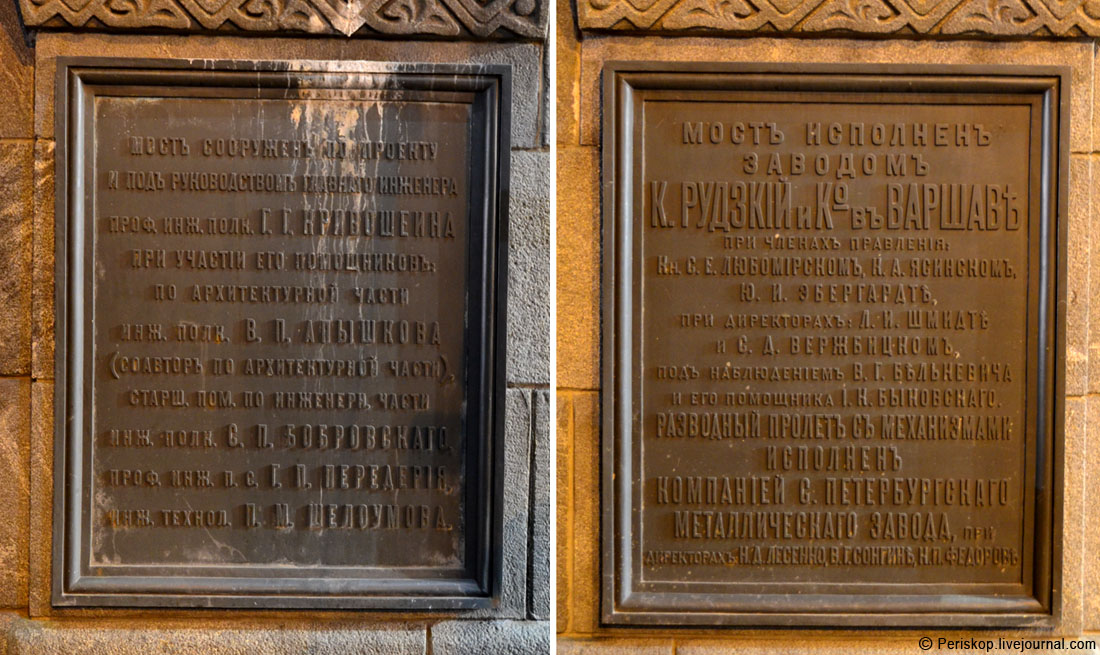 МОСТЪ СООРУЖЕНЪ ПО ПРОЕКТУ
И ПОДЪ РУКОВОДСТВОМЪ ГЛАВНАГО ИНЖЕНЕРА
ПРОФ. ИНЖ. ПОЛК. Г. Г. КРИВОШЕИНА
ПРИ УЧАСТІИ ЕГО ПОМОЩНИКОВЪ:
ПО АРХИТЕКТУРНОЙ ЧАСТИ
ИНЖ. ПОЛК. В. П. АПЫШКОВА
(СОАВТОРЪ ПО АРХИТЕКТУРНОЙ ЧАСТИ),
СТАРШ. ПОМ. ПО ИНЖЕНЕРН. ЧАСТИ
ИНЖ. ПОЛК. С. П. БОБРОВСКАГО,
ПРОФ. ИНЖ. П. С. Г. П. ПЕРЕДЕРІЯ,
ИНЖ. ТЕХНОЛ. П. М. ШЕЛОУМОВА.
МОСТЪ ИСПОЛНЕНЪ
ЗАВОДОМЪ
К. РУДЗКІЙ И Кº ВЪ ВАРШАВѢ
ПРИ ЧЛЕНАХЪ ПРАВЛЕНІЯ:
Кн. С. Е. ЛЮБОМІРСКОМЪ, К. А. ЯСИНСКОМЪ,
Ю. И. ЭБЕРГАРДТѢ,
ПРИ ДИРЕКТОРАХЪ: Л. И. ШМИДТѢ
И С. Д. ВЕРЖБИЦКОМЪ,
ПОДЪ НАБЛЮДЕНІЕМЪ В. Г. БѢЛЬКЕВИЧА
И ЕГО ПОМОЩНИКА І. К. БЫКОВСКАГО.
РАЗВОДНЫЙ ПРОЛЕТЪ СЪ МЕХАНИЗМАМИ
ИСПОЛНЕНЪ
КОМПАНІЕЙ С. ПЕТЕРБУРГСКАГО
МЕТАЛЛИЧЕСКАГО ЗАВОДА, ПРИ
ДИРЕКТОРАХЪ: Н. Д. ЛЕСЕНКО, В. Г. СОНГИНЪ, Н. П. ФЕДОРОВЪ
© Periskop.livejournal.com